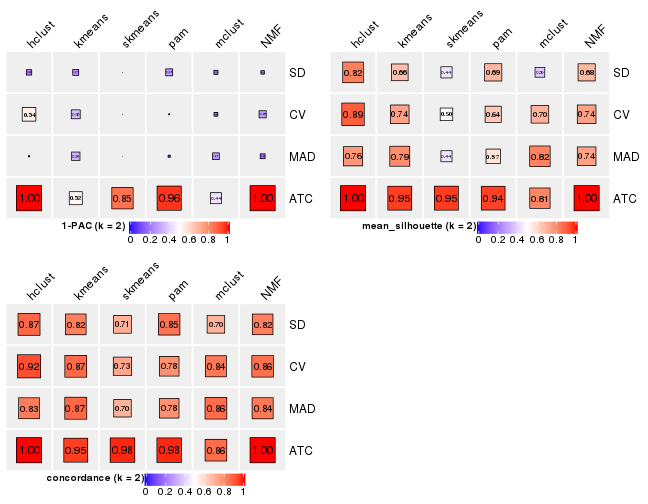 hclust kmeans skmeans pam mclust NMF
SD
0.54 CV
MAD
1.00 0.52 0.85 0.96 0.44 1.00 ATC
1-PAC (k = 2)
0 0.2 0.4 0.6 0.8 1
hclust kmeans skmeans pam mclust NMF
0.82 0.66 0.44 0.69 0.68 SD
0.89 0.74 0.50 0.64 0.70 0.74 CV
0.76 0.79 0.44 0.57 0.82 0.74 MAD
1.00 0.95 0.95 0.94 0.81 1.00 ATC
mean_silhouette (k = 2)
0 0.2 0.4 0.6 0.8 1
hclust kmeans skmeans pam mclust NMF
0.87 0.82 0.71 0.85 0.70 0.82 SD
0.92 0.87 0.73 0.78 0.84 0.86 CV
0.83 0.87 0.70 0.78 0.86 0.84 MAD
1.00 0.95 0.98 0.98 0.86 1.00 ATC
concordance (k = 2)
0 0.2 0.4 0.6 0.8 1